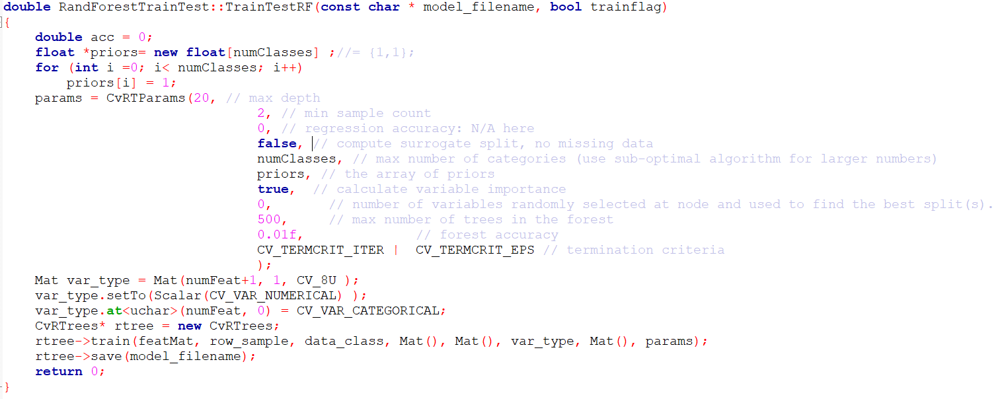 double RandForestTrainTest::TrainTestRF(const char * model_filename, bool trainflag)
{
double acc = 0;
float *priors= new float[numClasses] ;//= {1,1};
for (int i =0; i< numClasses; i++)
priors[i] = 1;
params = CvRTParams(20, // max depth
2, // min sample count
0, // regression accuracy: N/A here
false, // compute surrogate split, no missing data
numClasses, // max number of categories (use sub-optimal algorithm for larger numbers)
priors, // the array of priors
true, // calculate variable importance
0, // number of variables randomly selected at node and used to find the best split(s).
500, // max number of trees in the forest
0.01f, // forest accuracy
CV_TERMCRIT_ITER | CV_TERMCRIT_EPS // termination criteria
);
Mat var_type = Mat(numFeat+1, 1, CV_8U );
var_type.setTo(Scalar(CV_VAR_NUMERICAL) );
var_type.at<uchar>(numFeat, 0) = CV_VAR_CATEGORICAL;
CvRTrees* rtree = new CvRTrees;
rtree->train(featMat, row_sample, data_class, Mat(), Mat(), var_type, Mat(), params);
rtree->save(model_filename);
return 0;
}